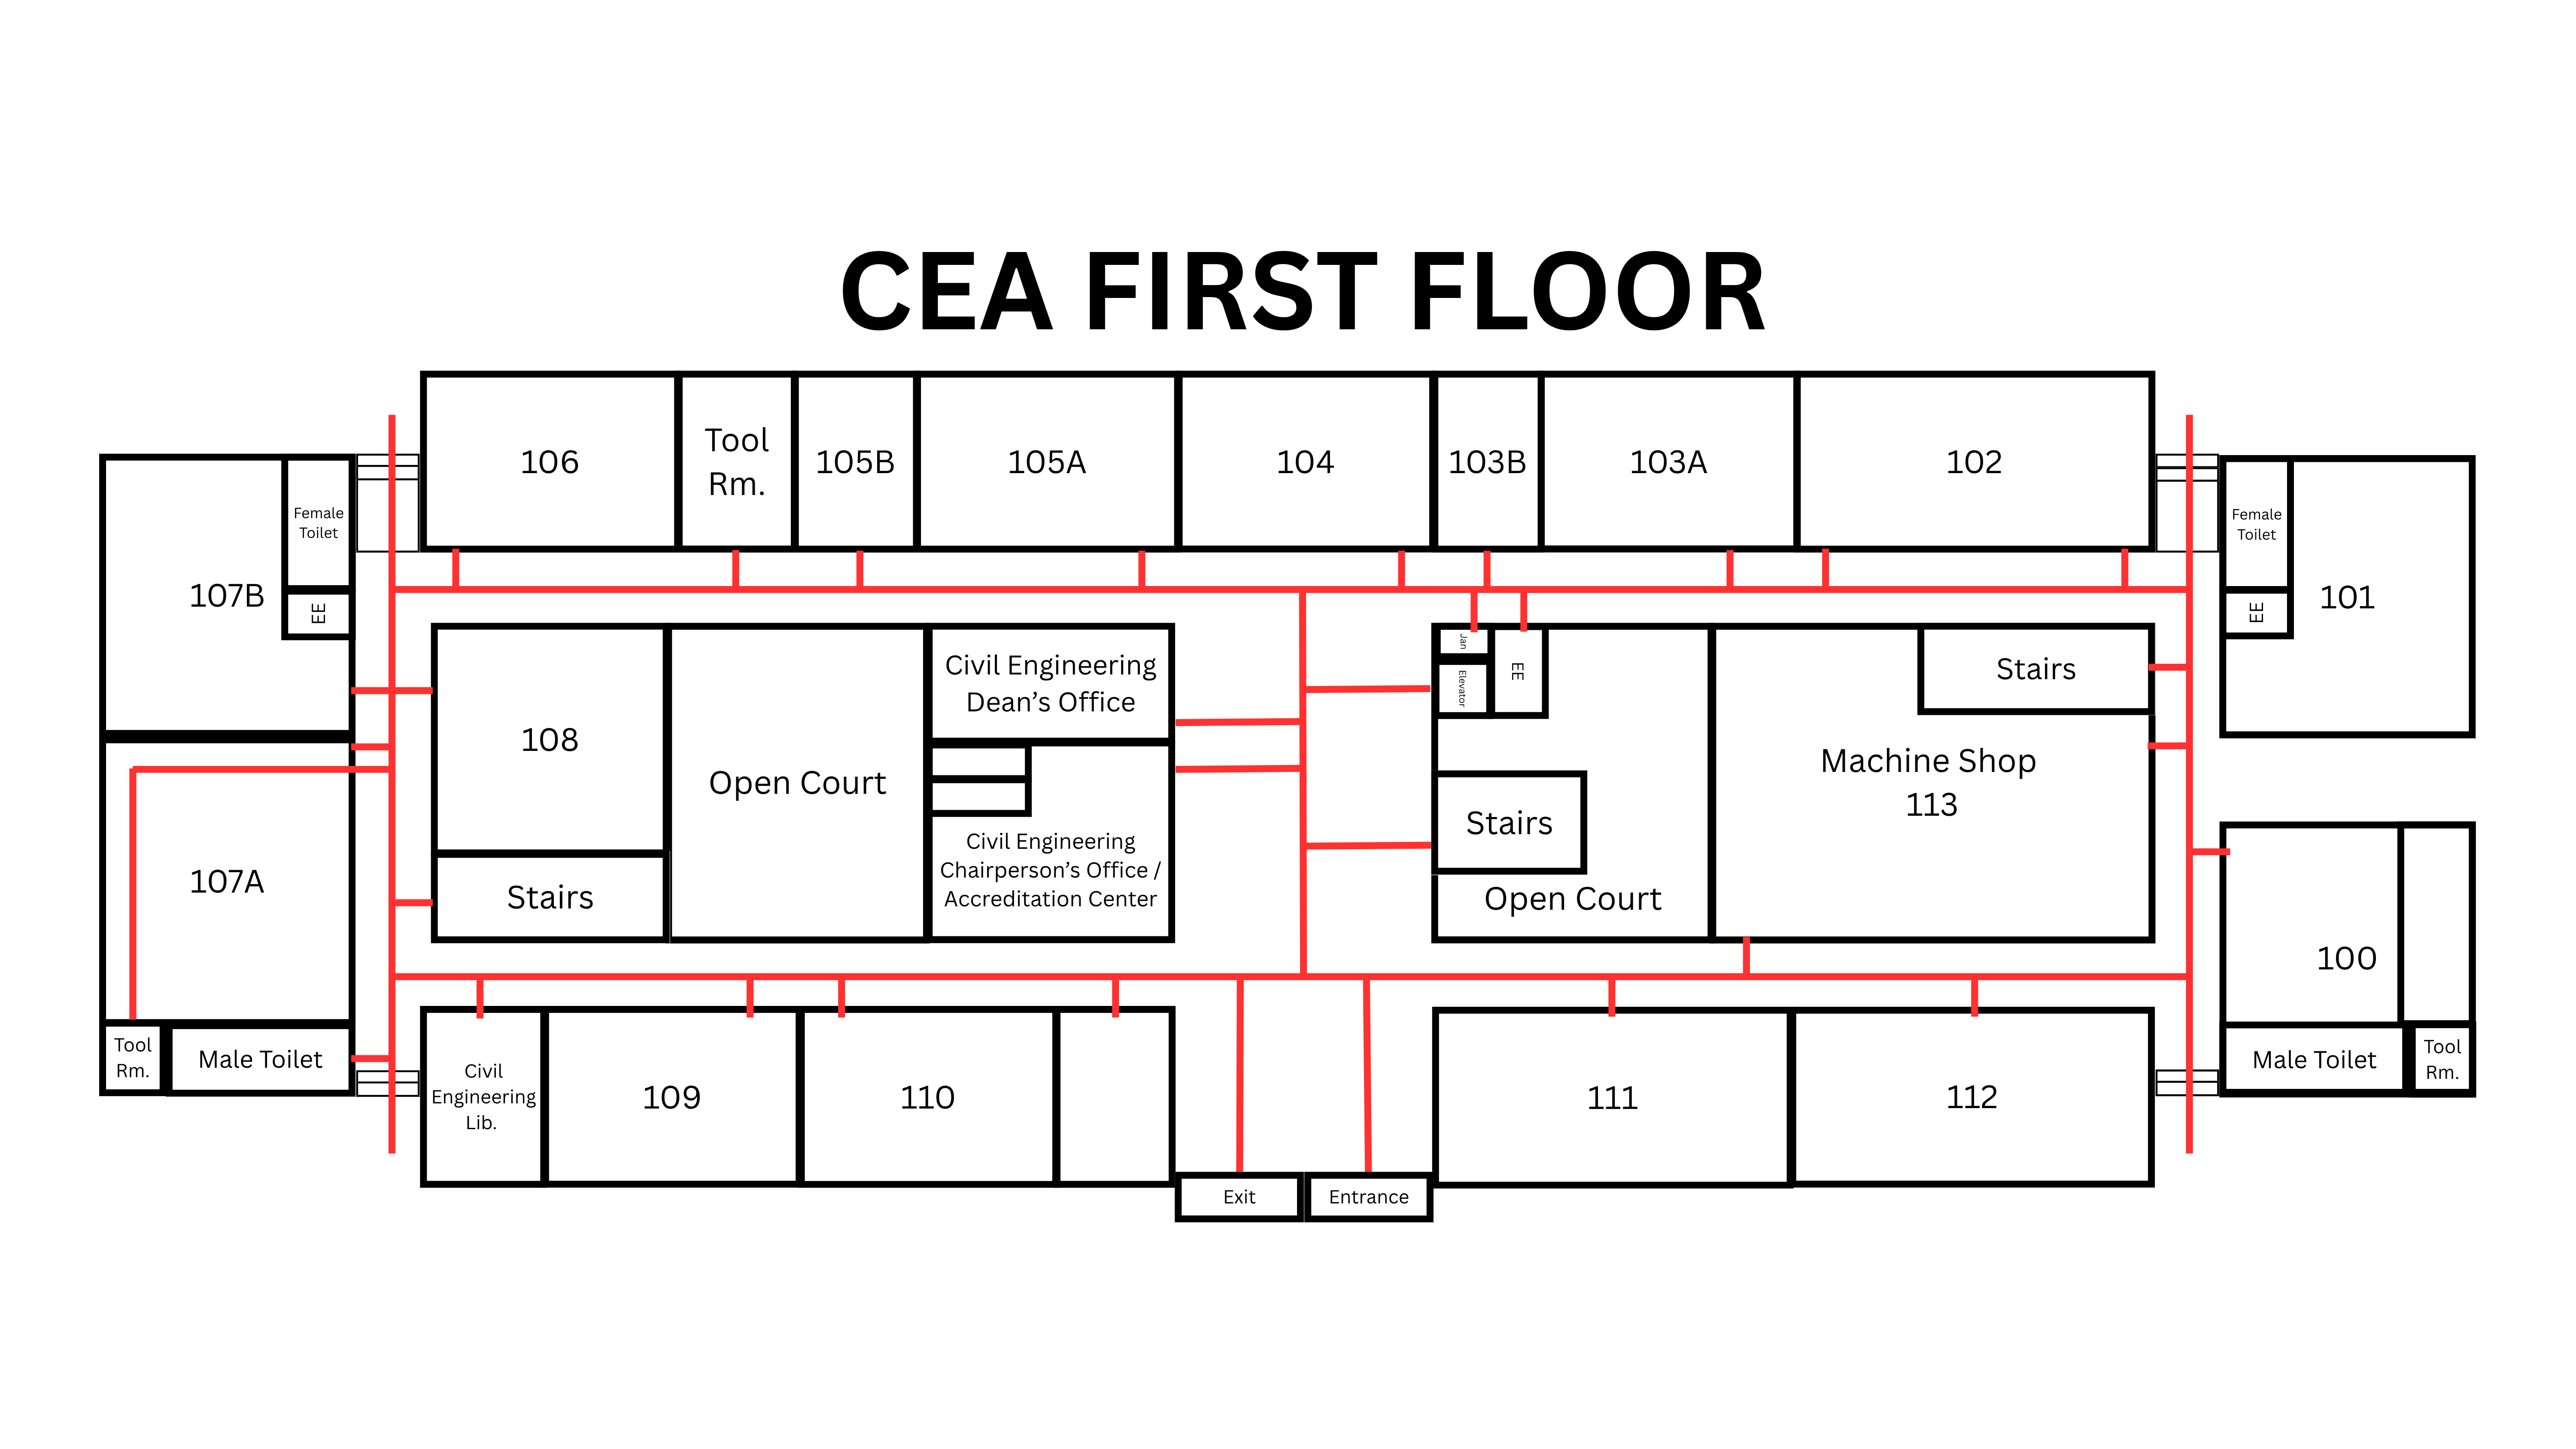 CEA FIRST FLOOR
106
Tool
Rm.
105B
105A
104
103B
103A
102
107B
Female
Toilet
EE
108
Open Court
Civil Engineering
Dean's Office
Civil Engineering
Chairperson's Office /
Accreditation Center
Stairs
Jan
Elevator
EE
Stairs
Open Court
Stairs
Machine Shop
113
Female
Toilet
EE
101
107A
Tool
Rm.
Male Toilet
Civil
Engineering
Lib.
109
110
Exit
Entrance
111
112
100
Male Toilet
Tool
Rm.